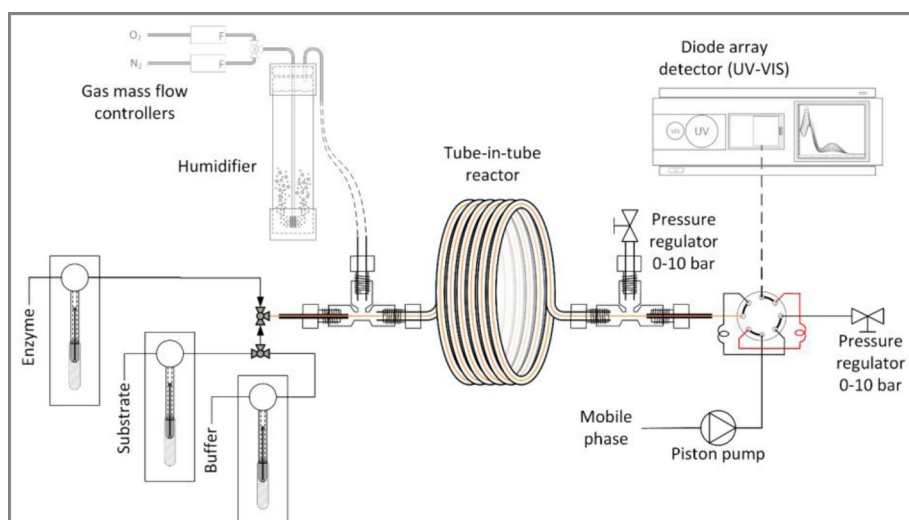 O2
F
N2
F
Gas mass flow
controllers
Humidifier
Diode array
detector (UV-VIS)
VIS
UV
Tube-in-tube
reactor
Pressure
regulator
0-10 bar
Enzyme
Substrate
Buffer
Pressure
regulator
0-10 bar
Mobile
phase
Piston pump